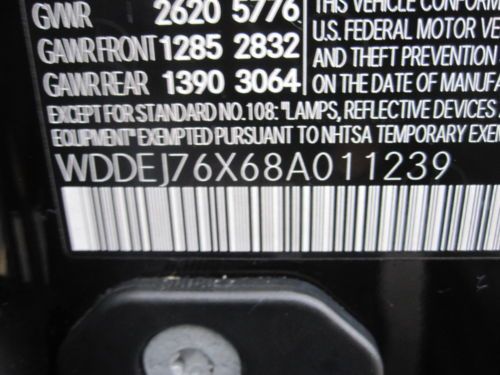 GVWR 2620 5776
GAWR FRONT 1285 2832
GAWR REAR 1390 3064
THIS VEHICLE CONFORM
U.S. FEDERAL MOTOR VE
AND THEFT PREVENTION
ON THE DATE OF MANUFA
EXCEPT FOR STANDARD NO.108: "LAMPS, REFLECTIVE DEVICES
EQUIPMENT" EXEMPTED PURSUANT TO NHTSA TEMPORARY EXEM
WDDEJ76X68A011239